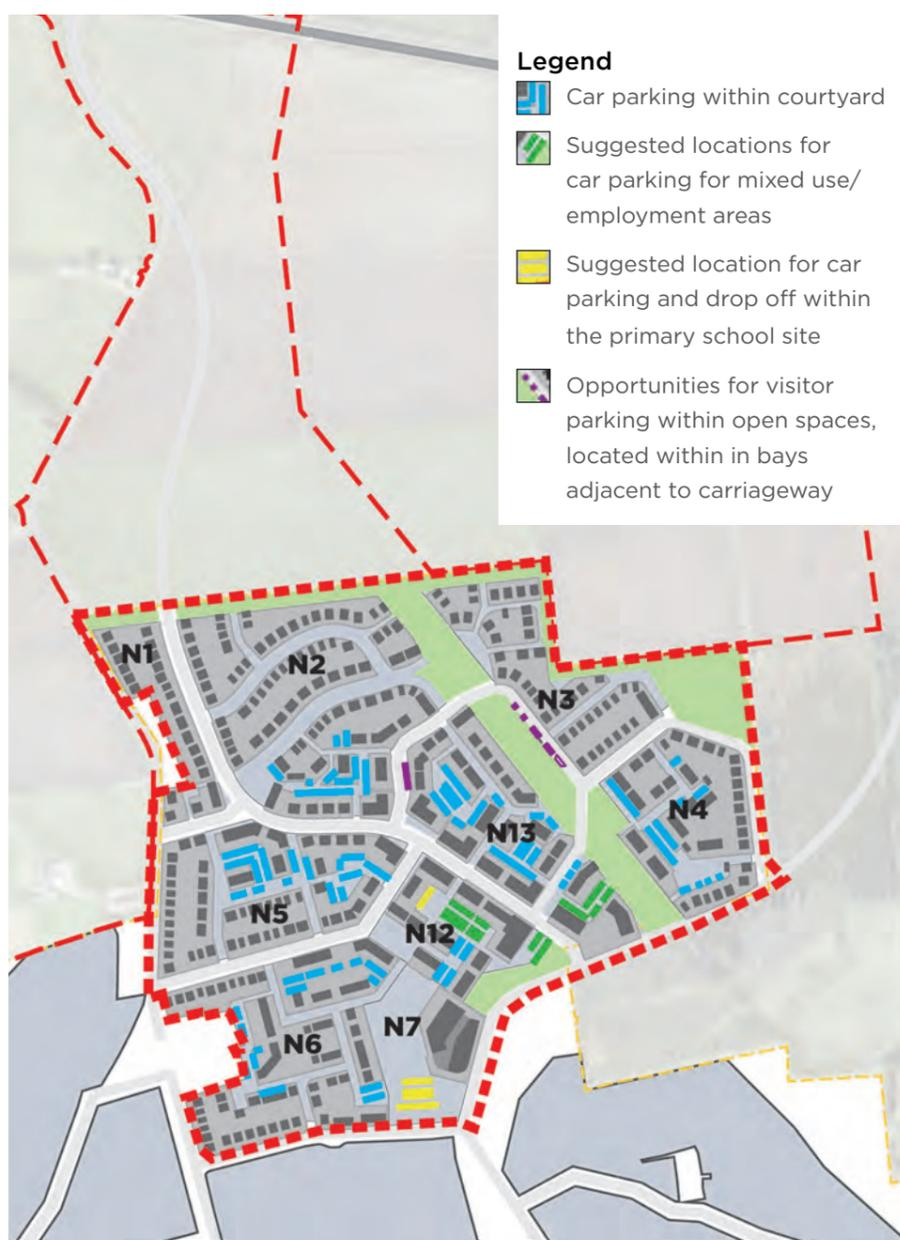 Legend
Car parking within courtyard
Suggested locations for
car parking for mixed use/
employment areas
Suggested location for car
parking and drop off within
the primary school site
Opportunities for visitor
parking within open spaces,
located within in bays
adjacent to carriageway
N1
N2
N3
N4
N13
N5
N12
N7
N6